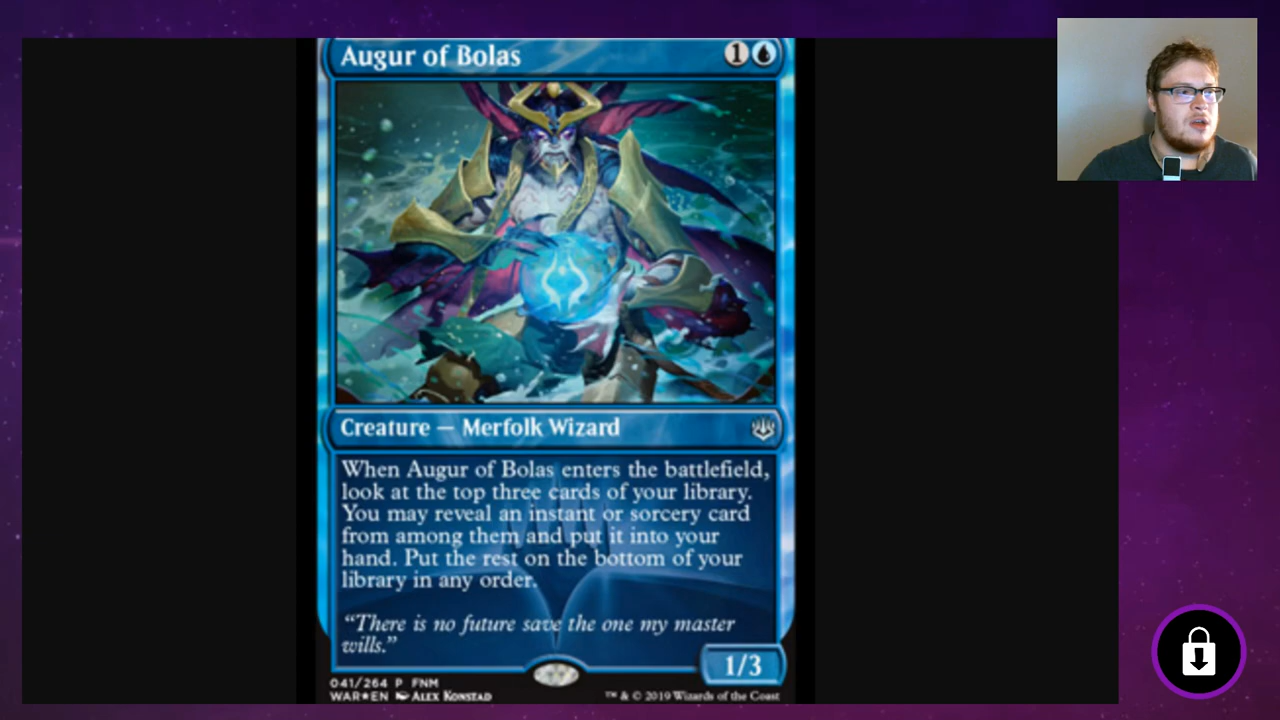 Augur of Bolas 1
Creature — Merfolk Wizard
When Augur of Bolas enters the battlefield,
look at the top three cards of your library.
You may reveal an instant or sorcery card
from among them and put it into your
hand. Put the rest on the bottom of your
library in any order.
“There is no future save the one my master
wills.”
1/3
041/264 P FNM
WAR★EN Alex Konstad
™ & © 2019 Wizards of the Coast